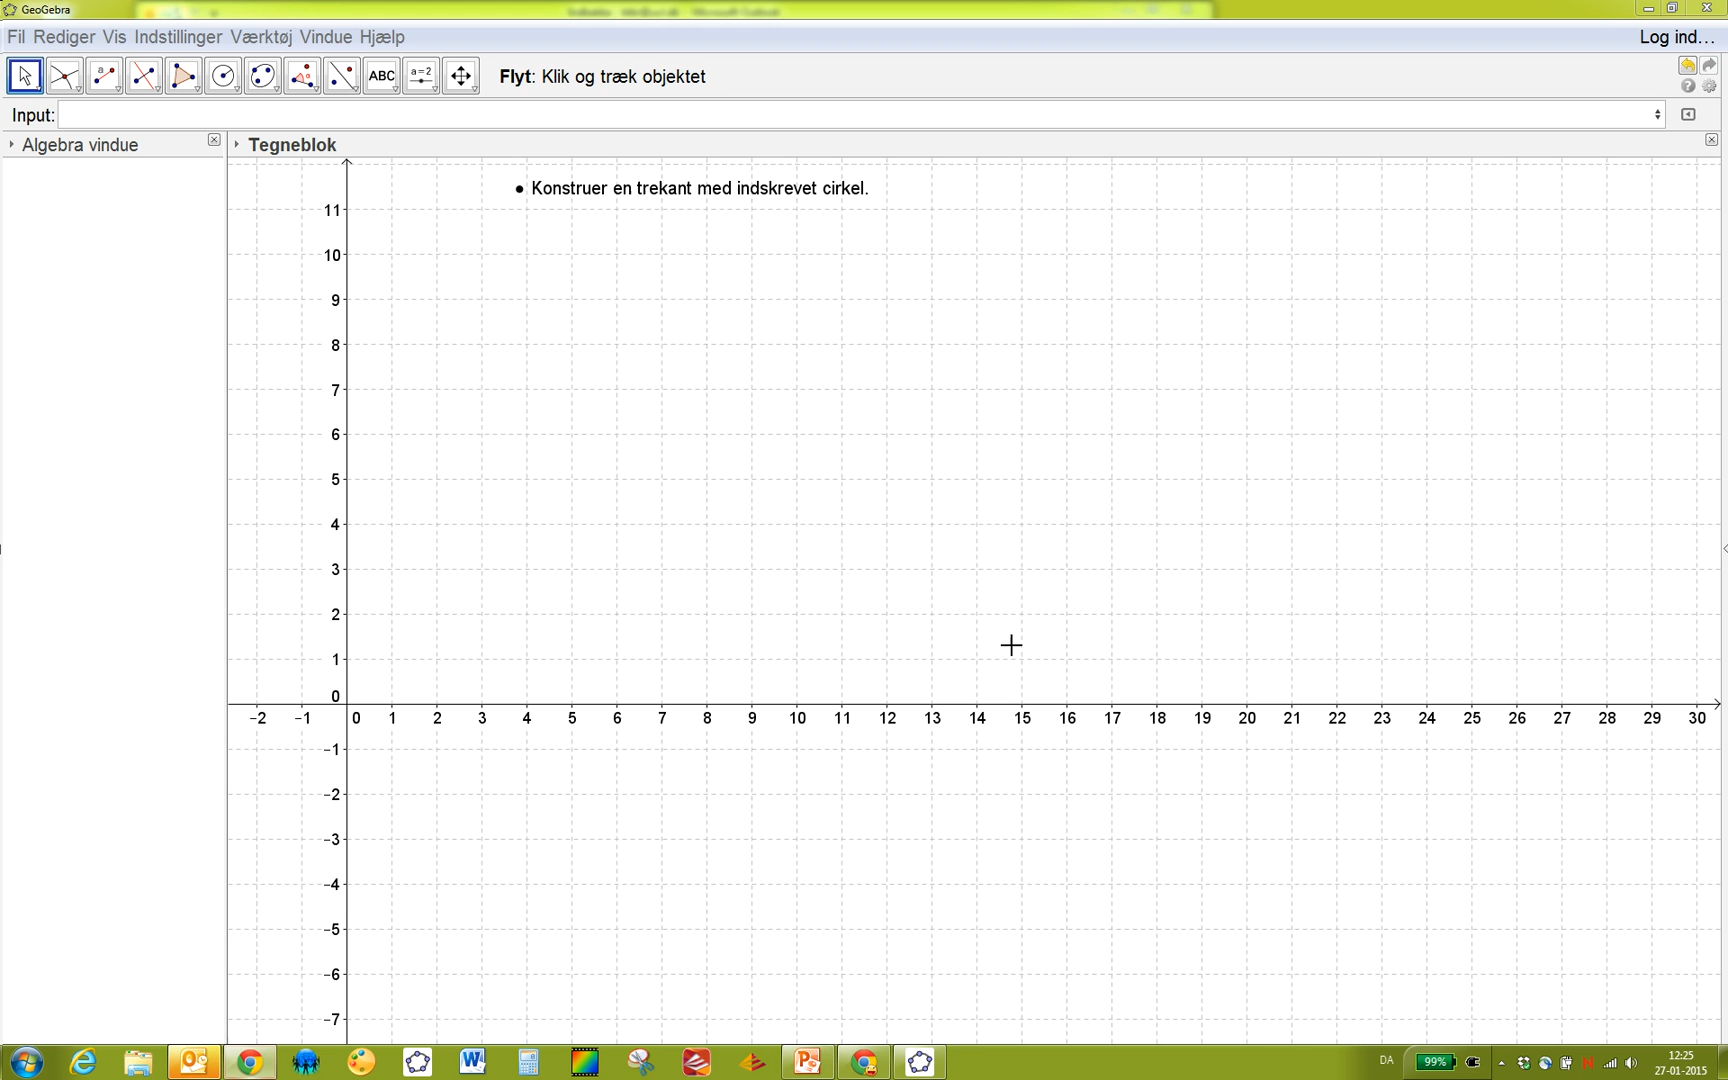 GeoGebra
Fil Rediger Vis Indstillinger Værktøj Vindue Hjælp
Log ind...
ABC
a=2
Flyt: Klik og træk objektet
Input:
Algebra vindue
Tegneblok
• Konstruer en trekant med indskrevet cirkel.
11
10
9
8
7
6
5
4
3
2
1
0
−2 −1 0 1 2 3 4 5 6 7 8 9 10 11 12 13 14 15 16 17 18 19 20 21 22 23 24 25 26 27 28 29 30
−1
−2
−3
−4
−5
−6
−7
DA
99%
12:25
27-01-2015